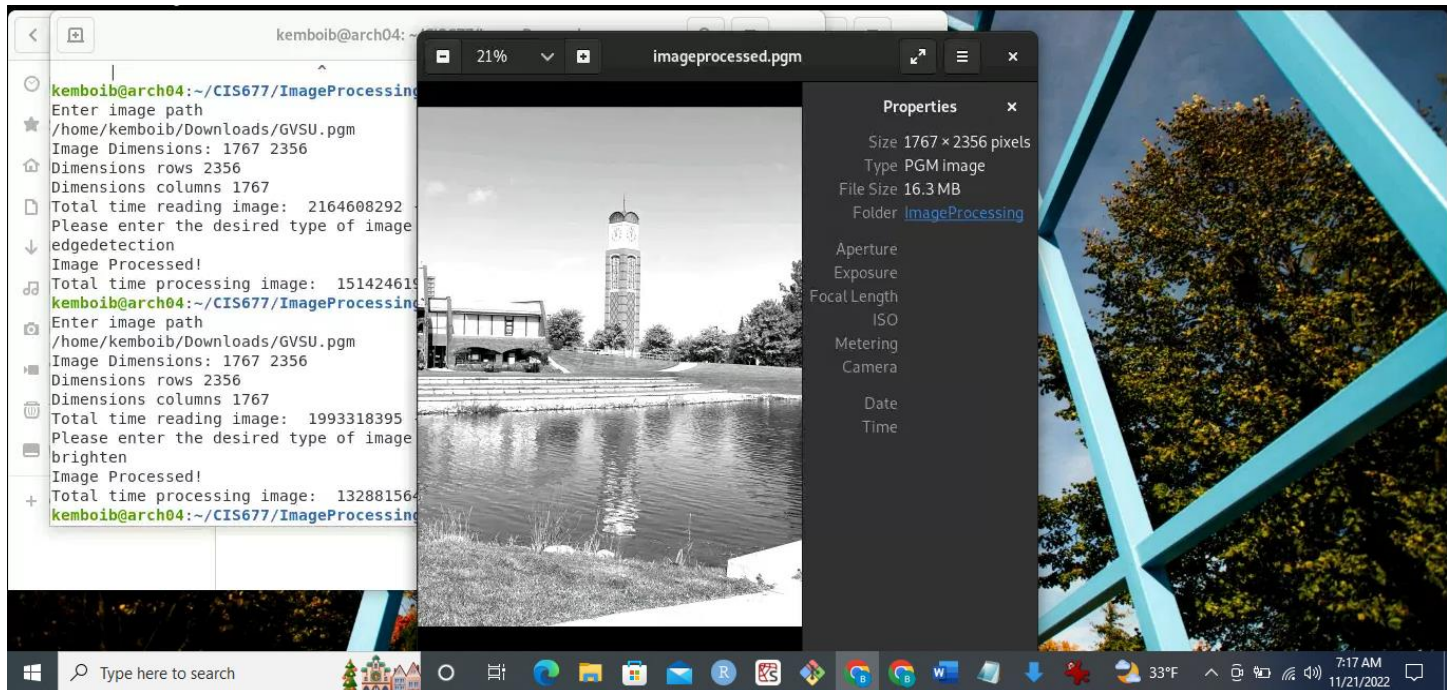 kemboib@arch04: ~
kemboib@arch04:~/CIS677/ImageProcessing
Enter image path
/home/kemboib/Downloads/GVSU.pgm
Image Dimensions: 1767 2356
Dimensions rows 2356
Dimensions columns 1767
Total time reading image:  2164608292
Please enter the desired type of image
edgedetection
Image Processed!
Total time processing image:  151424619
kemboib@arch04:~/CIS677/ImageProcessing
Enter image path
/home/kemboib/Downloads/GVSU.pgm
Image Dimensions: 1767 2356
Dimensions rows 2356
Dimensions columns 1767
Total time reading image:  1993318395
Please enter the desired type of image
brighten
Image Processed!
Total time processing image:  132881564
kemboib@arch04:~/CIS677/ImageProcessing
21%
imageprocessed.pgm
Properties
Size 1767 × 2356 pixels
Type PGM image
File Size 16.3 MB
Folder ImageProcessing
Aperture
Exposure
Focal Length
ISO
Metering
Camera
Date
Time
Type here to search
33°F
7:17 AM
11/21/2022